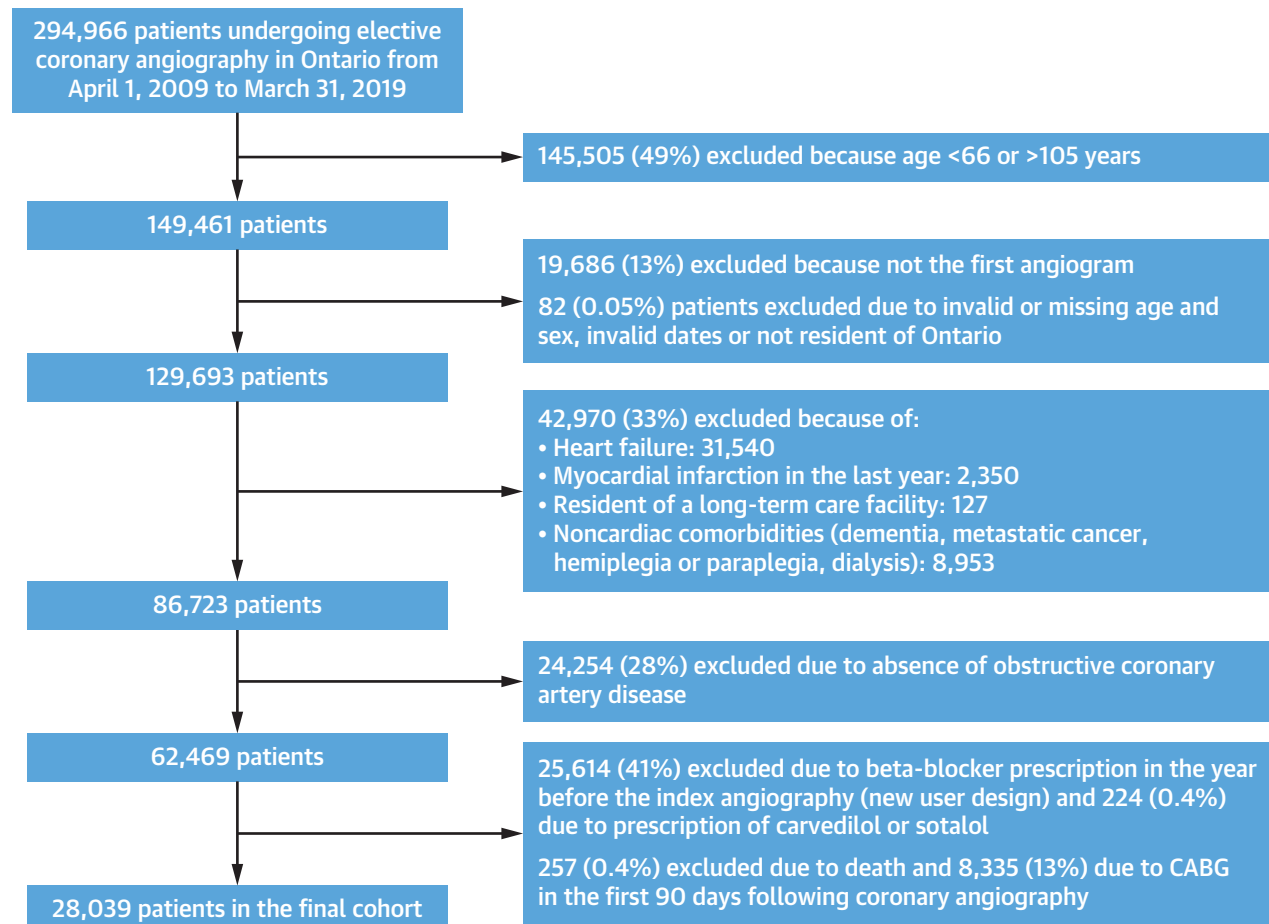 294,966 patients undergoing elective
coronary angiography in Ontario from
April 1, 2009 to March 31, 2019
145,505 (49%) excluded because age <66 or >105 years
149,461 patients
19,686 (13%) excluded because not the first angiogram
82 (0.05%) patients excluded due to invalid or missing age and
sex, invalid dates or not resident of Ontario
129,693 patients
42,970 (33%) excluded because of:
• Heart failure: 31,540
• Myocardial infarction in the last year: 2,350
• Resident of a long-term care facility: 127
• Noncardiac comorbidities (dementia, metastatic cancer,
hemiplegia or paraplegia, dialysis): 8,953
86,723 patients
24,254 (28%) excluded due to absence of obstructive coronary
artery disease
62,469 patients
25,614 (41%) excluded due to beta-blocker prescription in the year
before the index angiography (new user design) and 224 (0.4%)
due to prescription of carvedilol or sotalol
257 (0.4%) excluded due to death and 8,335 (13%) due to CABG
in the first 90 days following coronary angiography
28,039 patients in the final cohort